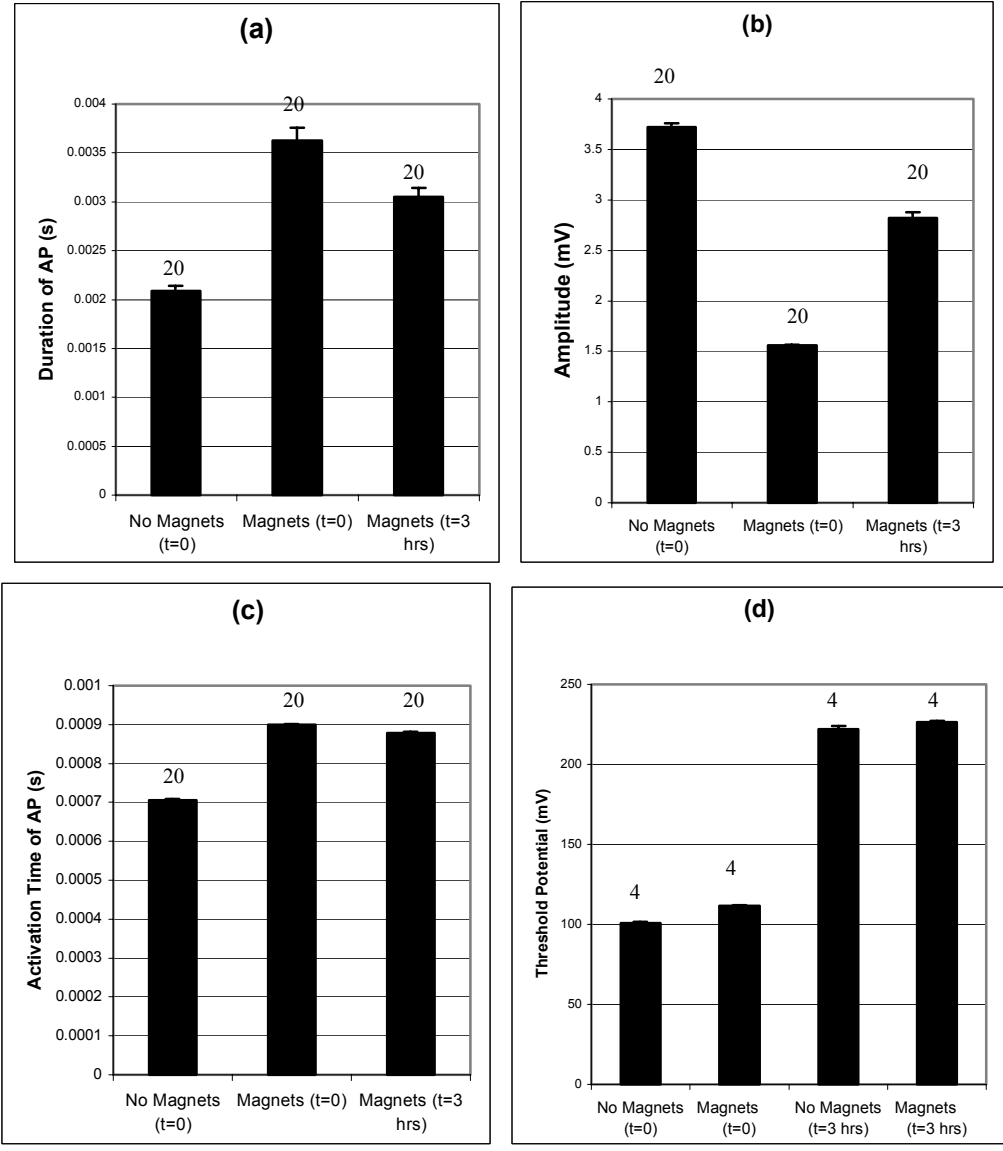 (a)
Duration of AP (s)
0.004
0.0035
0.003
0.0025
0.002
0.0015
0.001
0.0005
0
20
20
20
No Magnets
(t=0)
Magnets (t=0)
Magnets (t=3
hrs)
(b)
Amplitude (mV)
4
3.5
3
2.5
2
1.5
1
0.5
0
20
20
20
No Magnets
(t=0)
Magnets (t=0)
Magnets (t=3
hrs)
(c)
Activation Time of AP (s)
0.001
0.0009
0.0008
0.0007
0.0006
0.0005
0.0004
0.0003
0.0002
0.0001
0
20
20
20
No Magnets
(t=0)
Magnets (t=0)
Magnets (t=3
hrs)
(d)
Threshold Potential (mV)
250
200
150
100
50
0
4
4
4
4
No Magnets
(t=0)
Magnets
(t=0)
No Magnets
(t=3 hrs)
Magnets
(t=3 hrs)